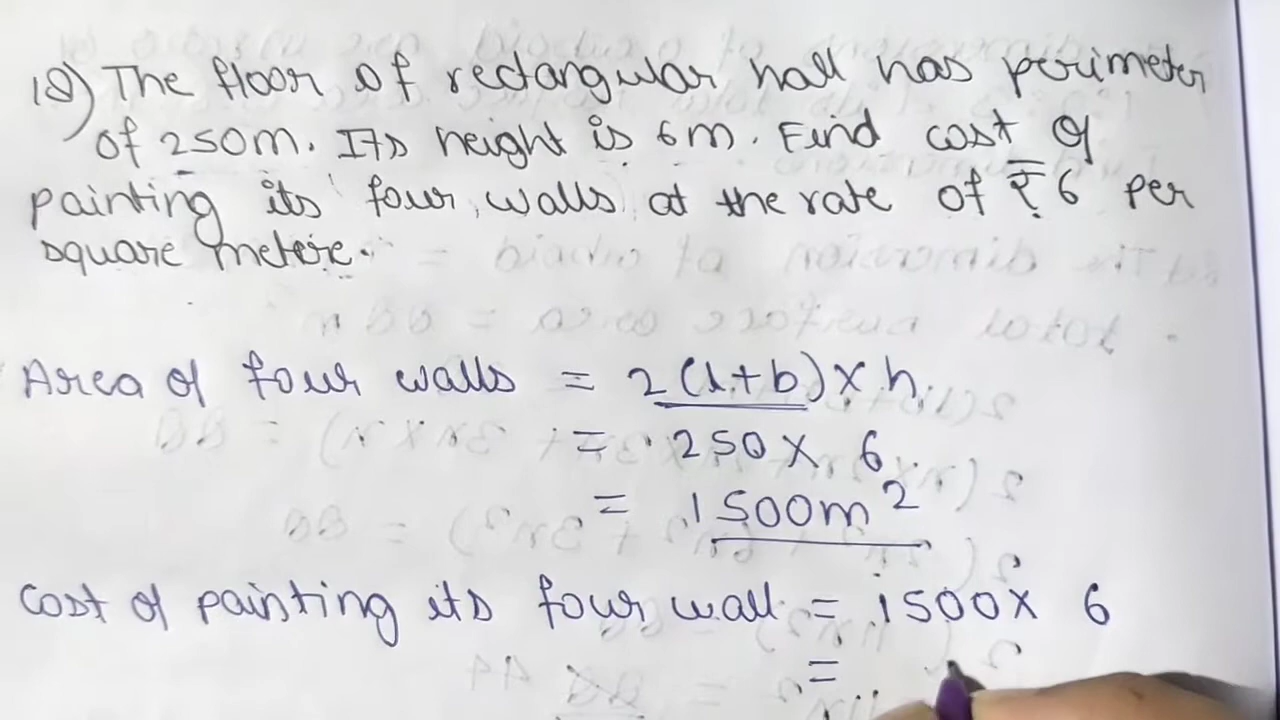 18) The floor of rectangular hall has perimeter
of 250m. Its height is 6m. Find cost of
painting its four walls at the rate of ₹6 per
square metere.
Area of four walls = 2(l+b)×h
= 250× 6
= 1500m²
Cost of painting its four wall = 1500× 6
=